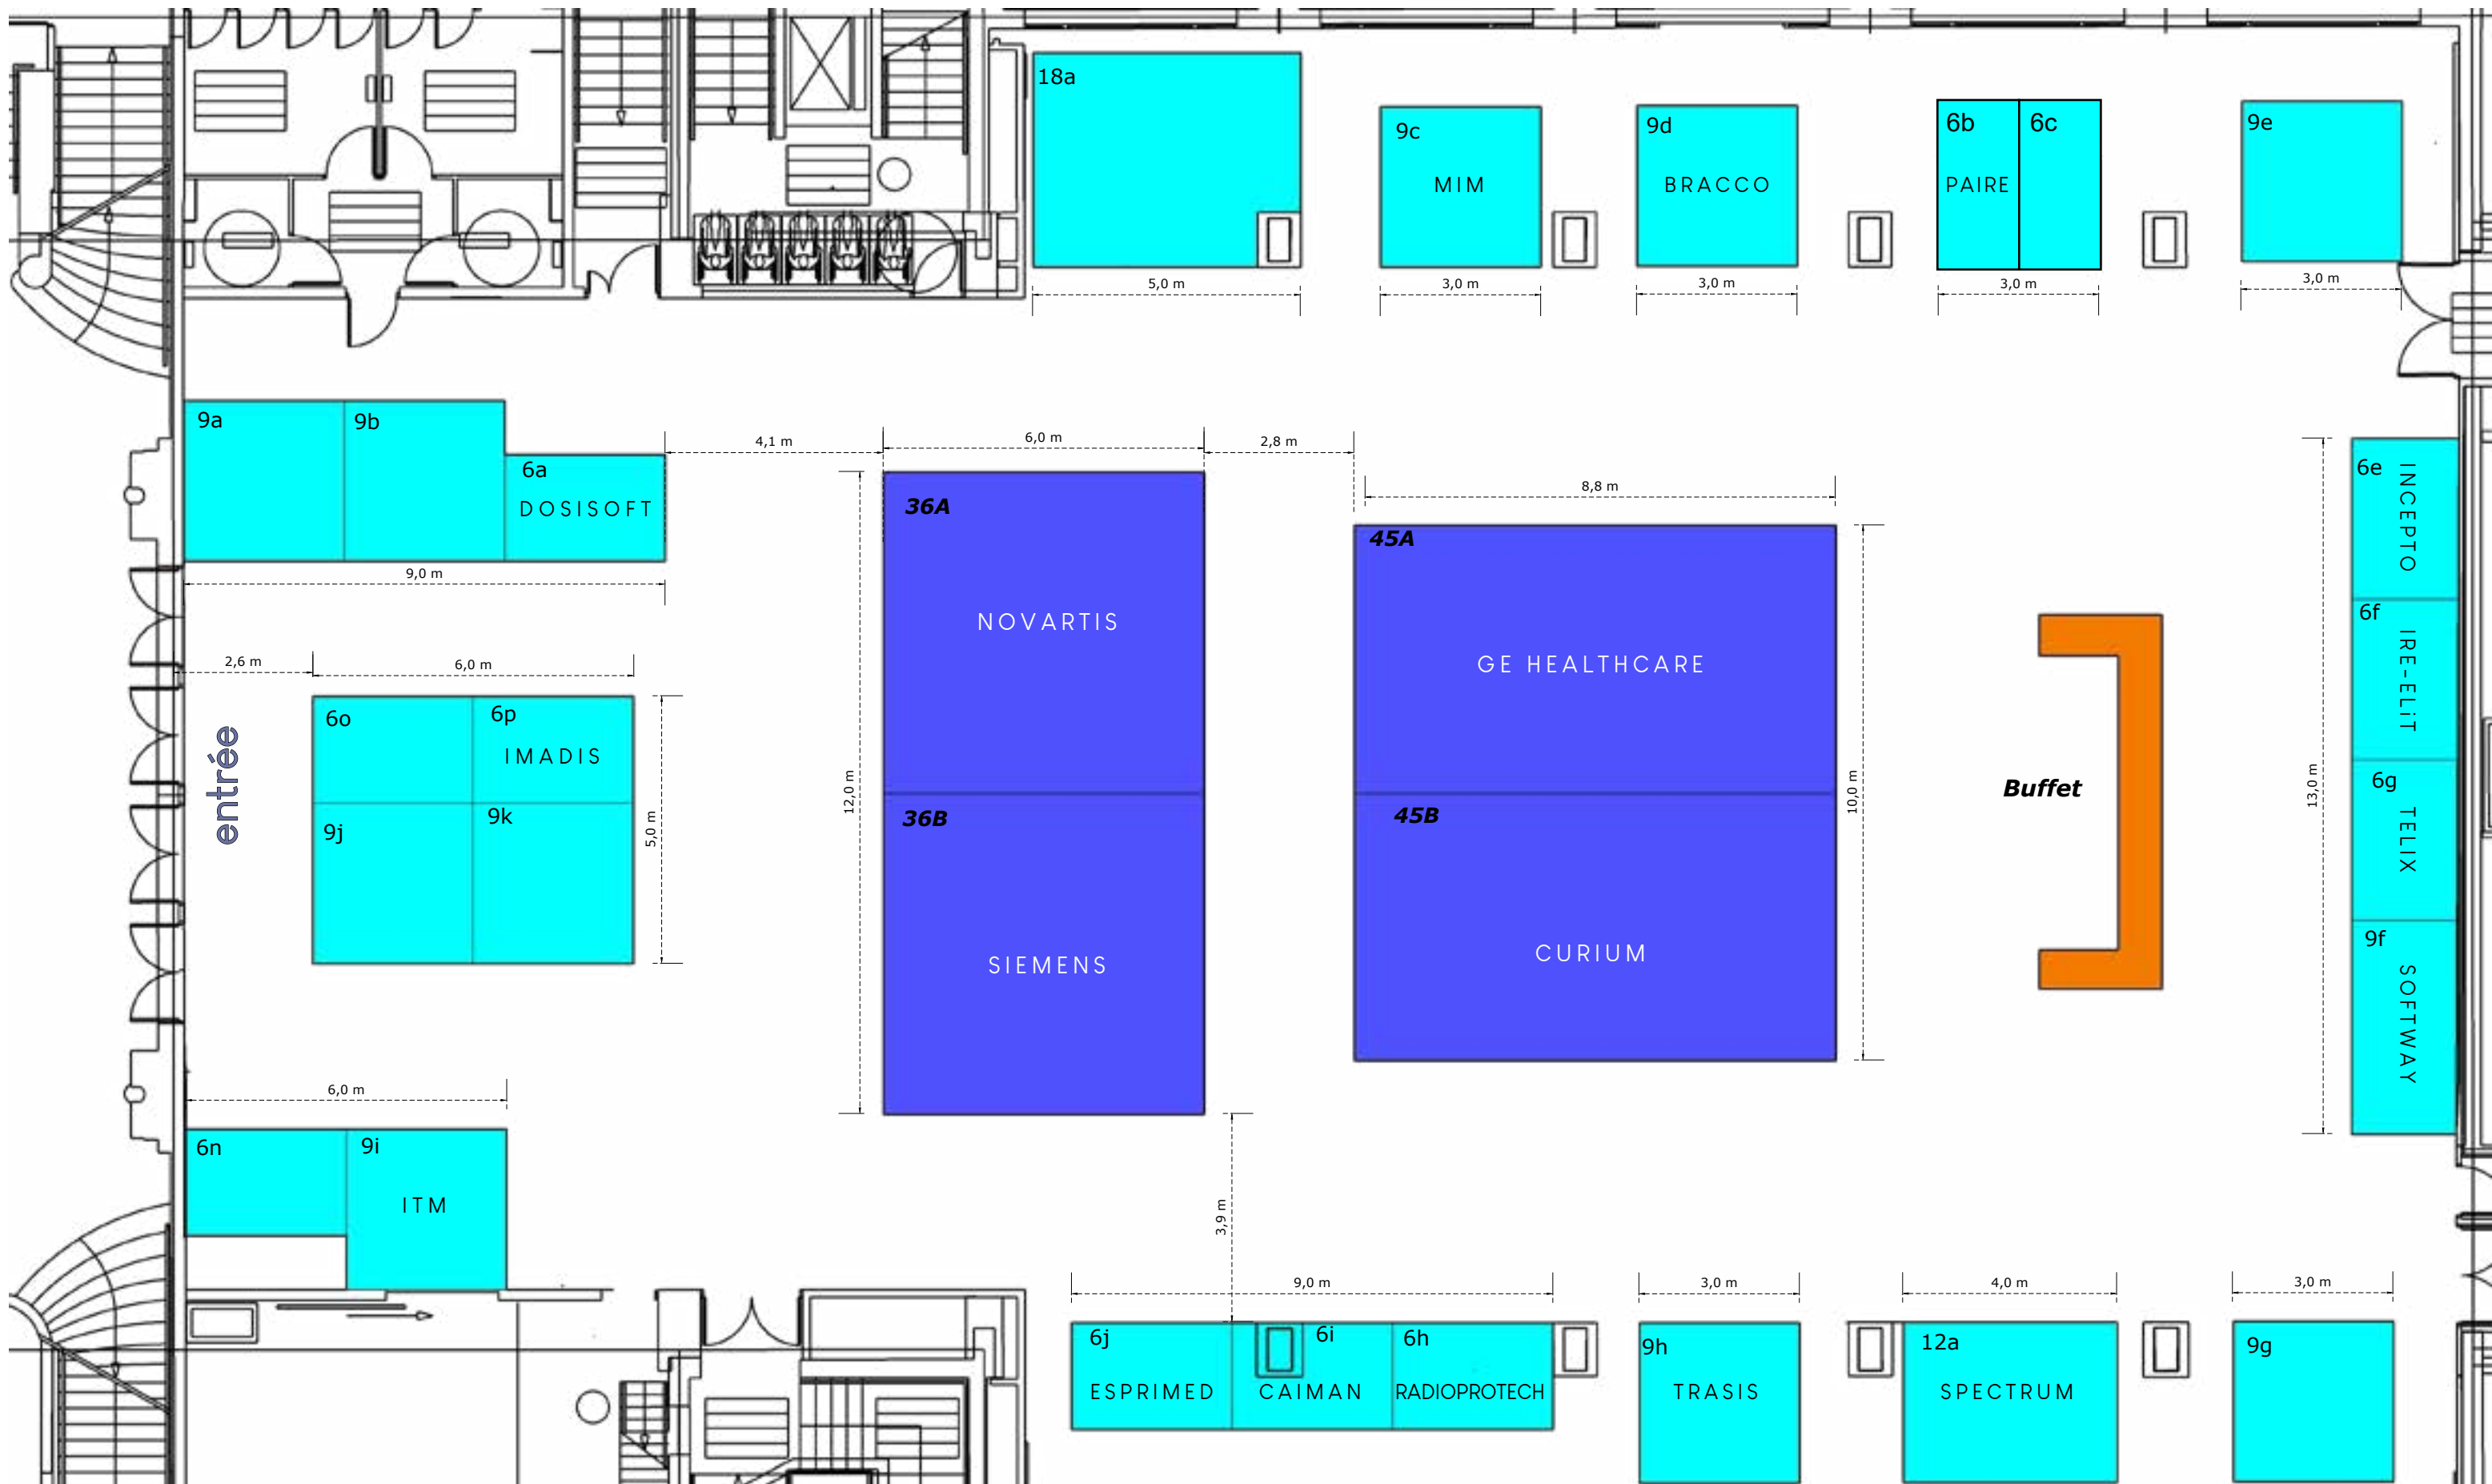 18a
9c
MIM
9d
BRACCO
6b
6c
PAIRE
9e
5,0 m
3,0 m
3,0 m
3,0 m
3,0 m
9a
9b
6a
DOSISOFT
9,0 m
4,1 m
6,0 m
2,8 m
8,8 m
36A
NOVARTIS
12,0 m
36B
SIEMENS
45A
GE HEALTHCARE
10,0 m
45B
CURIUM
Buffet
13,0 m
6e
INCEPTO
6f
IRE-ELiT
6g
TELIX
9f
SOFTWAY
2,6 m
6,0 m
entrée
6o
6p
IMADIS
9j
9k
5,0 m
6,0 m
6n
9i
ITM
3,9 m
9,0 m
3,0 m
4,0 m
3,0 m
6j
ESPRIMED
6i
CAIMAN
6h
RADIOPROTECH
9h
TRASIS
12a
SPECTRUM
9g